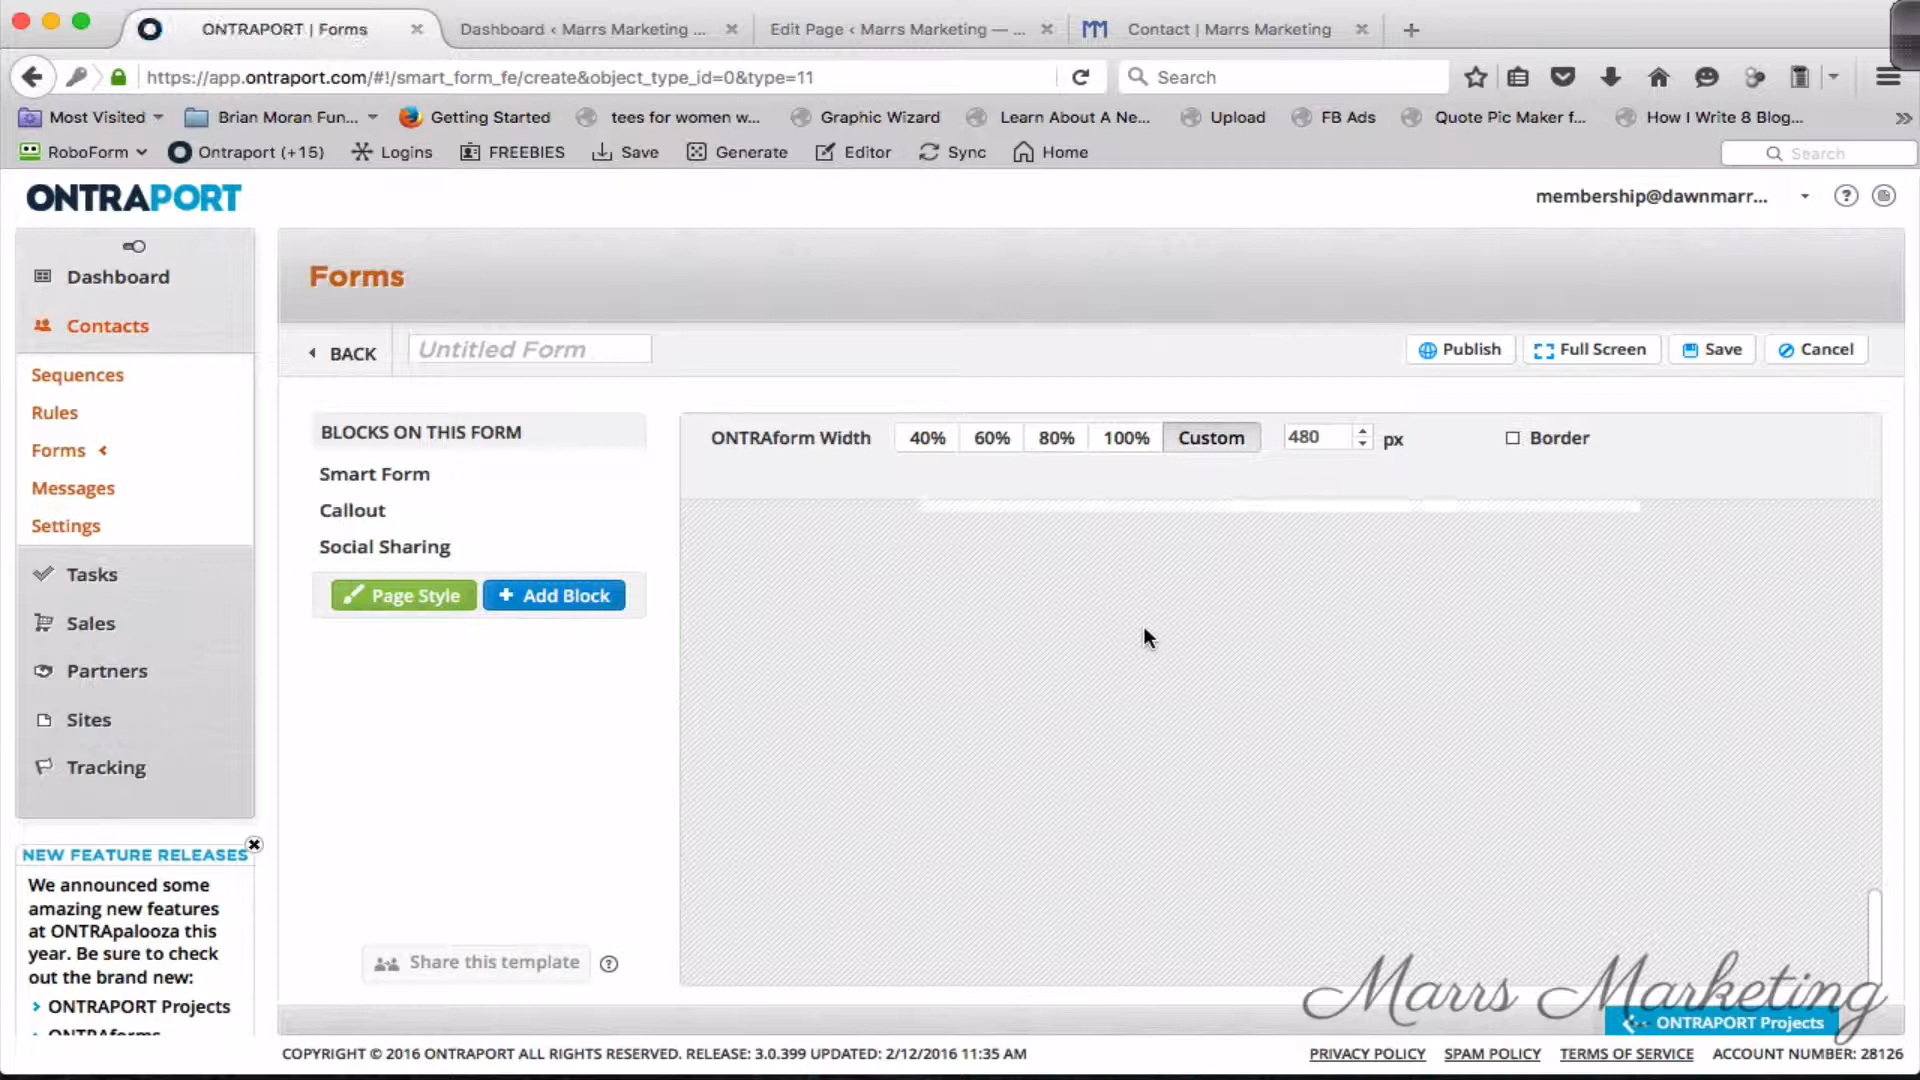 ONTRAPORT | Forms
Dashboard ‹ Marrs Marketing ...
Edit Page ‹ Marrs Marketing — ...
Contact | Marrs Marketing
https://app.ontraport.com/#!/smart_form_fe/create&object_type_id=0&type=11
Search
Most Visited
Brian Moran Fun...
Getting Started
tees for women w...
Graphic Wizard
Learn About A Ne...
Upload
FB Ads
Quote Pic Maker f...
How I Write 8 Blog...
RoboForm
Ontraport (+15)
Logins
FREEBIES
Save
Generate
Editor
Sync
Home
Search
ONTRAPORT
membership@dawnmarr...
Dashboard
Contacts
Sequences
Rules
Forms
Messages
Settings
Tasks
Sales
Partners
Sites
Tracking
NEW FEATURE RELEASES
We announced some
amazing new features
at ONTRApalooza this
year. Be sure to check
out the brand new:
ONTRAPORT Projects
ONTRAforms
Forms
BACK
Untitled Form
Publish
Full Screen
Save
Cancel
BLOCKS ON THIS FORM
Smart Form
Callout
Social Sharing
Page Style
+ Add Block
Share this template
ONTRAform Width
40%
60%
80%
100%
Custom
480
px
Border
Marrs Marketing
ONTRAPORT Projects
COPYRIGHT © 2016 ONTRAPORT ALL RIGHTS RESERVED. RELEASE: 3.0.399 UPDATED: 2/12/2016 11:35 AM
PRIVACY POLICY
SPAM POLICY
TERMS OF SERVICE
ACCOUNT NUMBER: 28126